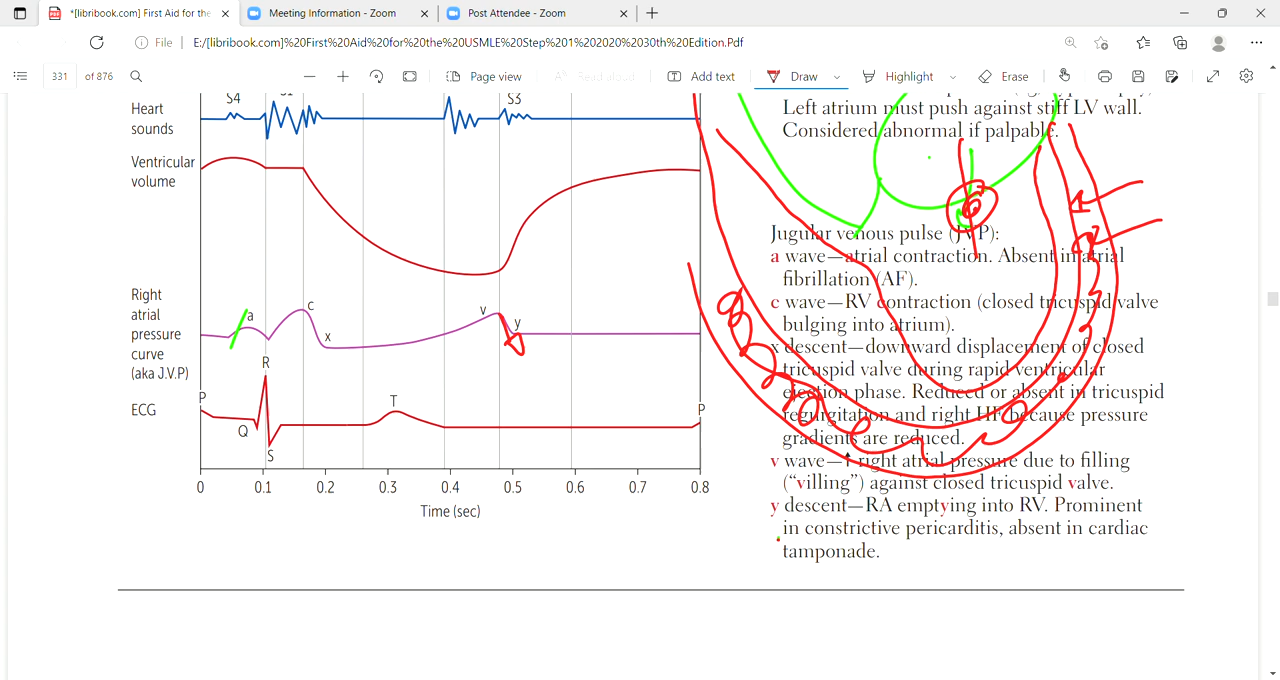 *[libribook.com] First Aid for the
Meeting Information - Zoom
Post Attendee - Zoom
File
E:/[libribook.com]%20First%20Aid%20for%20the%20USMLE%20Step%201%202020%2030th%20Edition.Pdf
331 of 876
Page view
Read aloud
Add text
Draw
Highlight
Erase
Heart
sounds
S4
S3
Ventricular
volume
Right
atrial
pressure
curve
(aka J.V.P)
a
c
x
v
y
ECG
P
Q
R
S
T
P
0 0.1 0.2 0.3 0.4 0.5 0.6 0.7 0.8
Time (sec)
Left atrium must push against stiff LV wall.
Considered abnormal if palpable.
Jugular venous pulse (JVP):
a wave—atrial contraction. Absent in atrial
fibrillation (AF).
c wave—RV contraction (closed tricuspid valve
bulging into atrium).
x descent—downward displacement of closed
tricuspid valve during rapid ventricular
ejection phase. Reduced or absent in tricuspid
regurgitation and right HF because pressure
gradients are reduced.
v wave—↑ right atrial pressure due to filling
(“villing”) against closed tricuspid valve.
y descent—RA emptying into RV. Prominent
in constrictive pericarditis, absent in cardiac
tamponade.